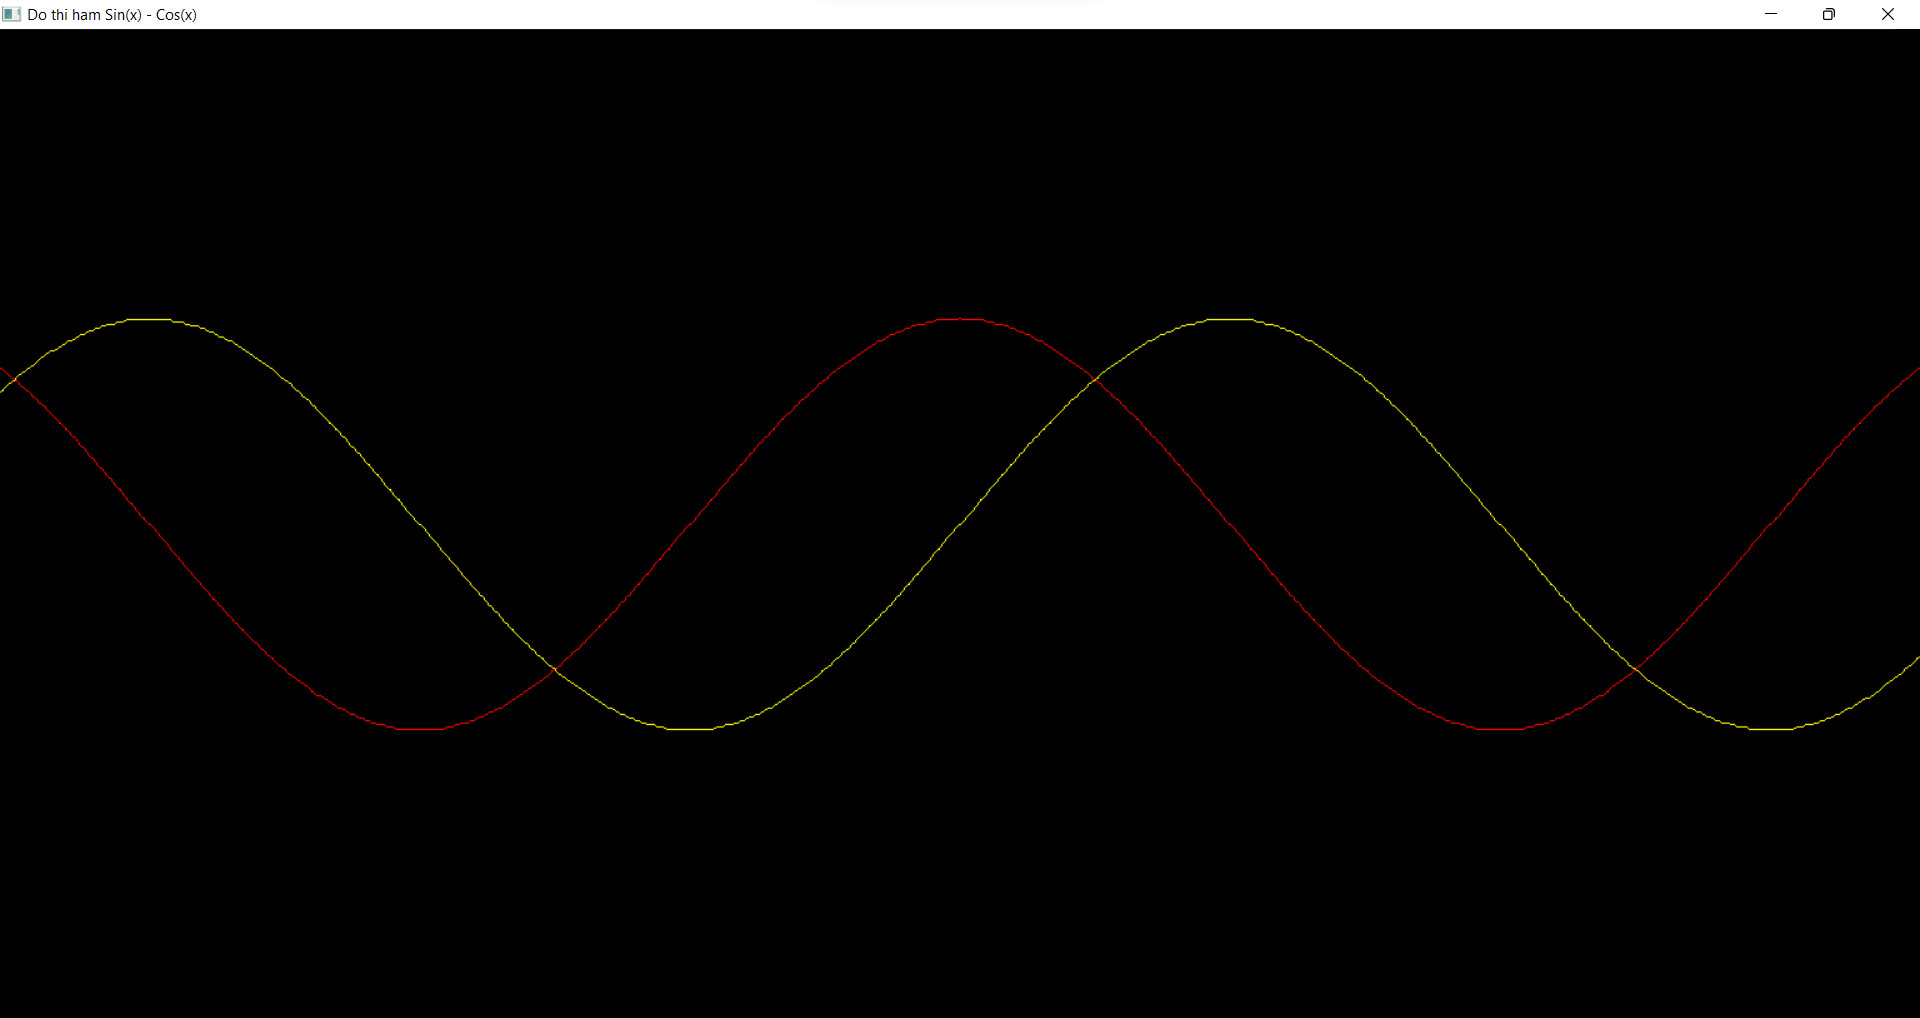 Do thi ham Sin(x) - Cos(x)